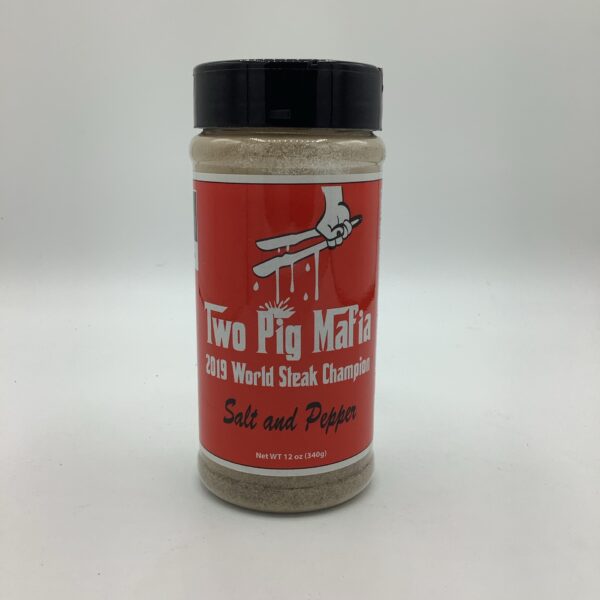 Two Pig Mafia
2019 World Steak Champion
Salt and Pepper
Net WT 12 oz (340g)